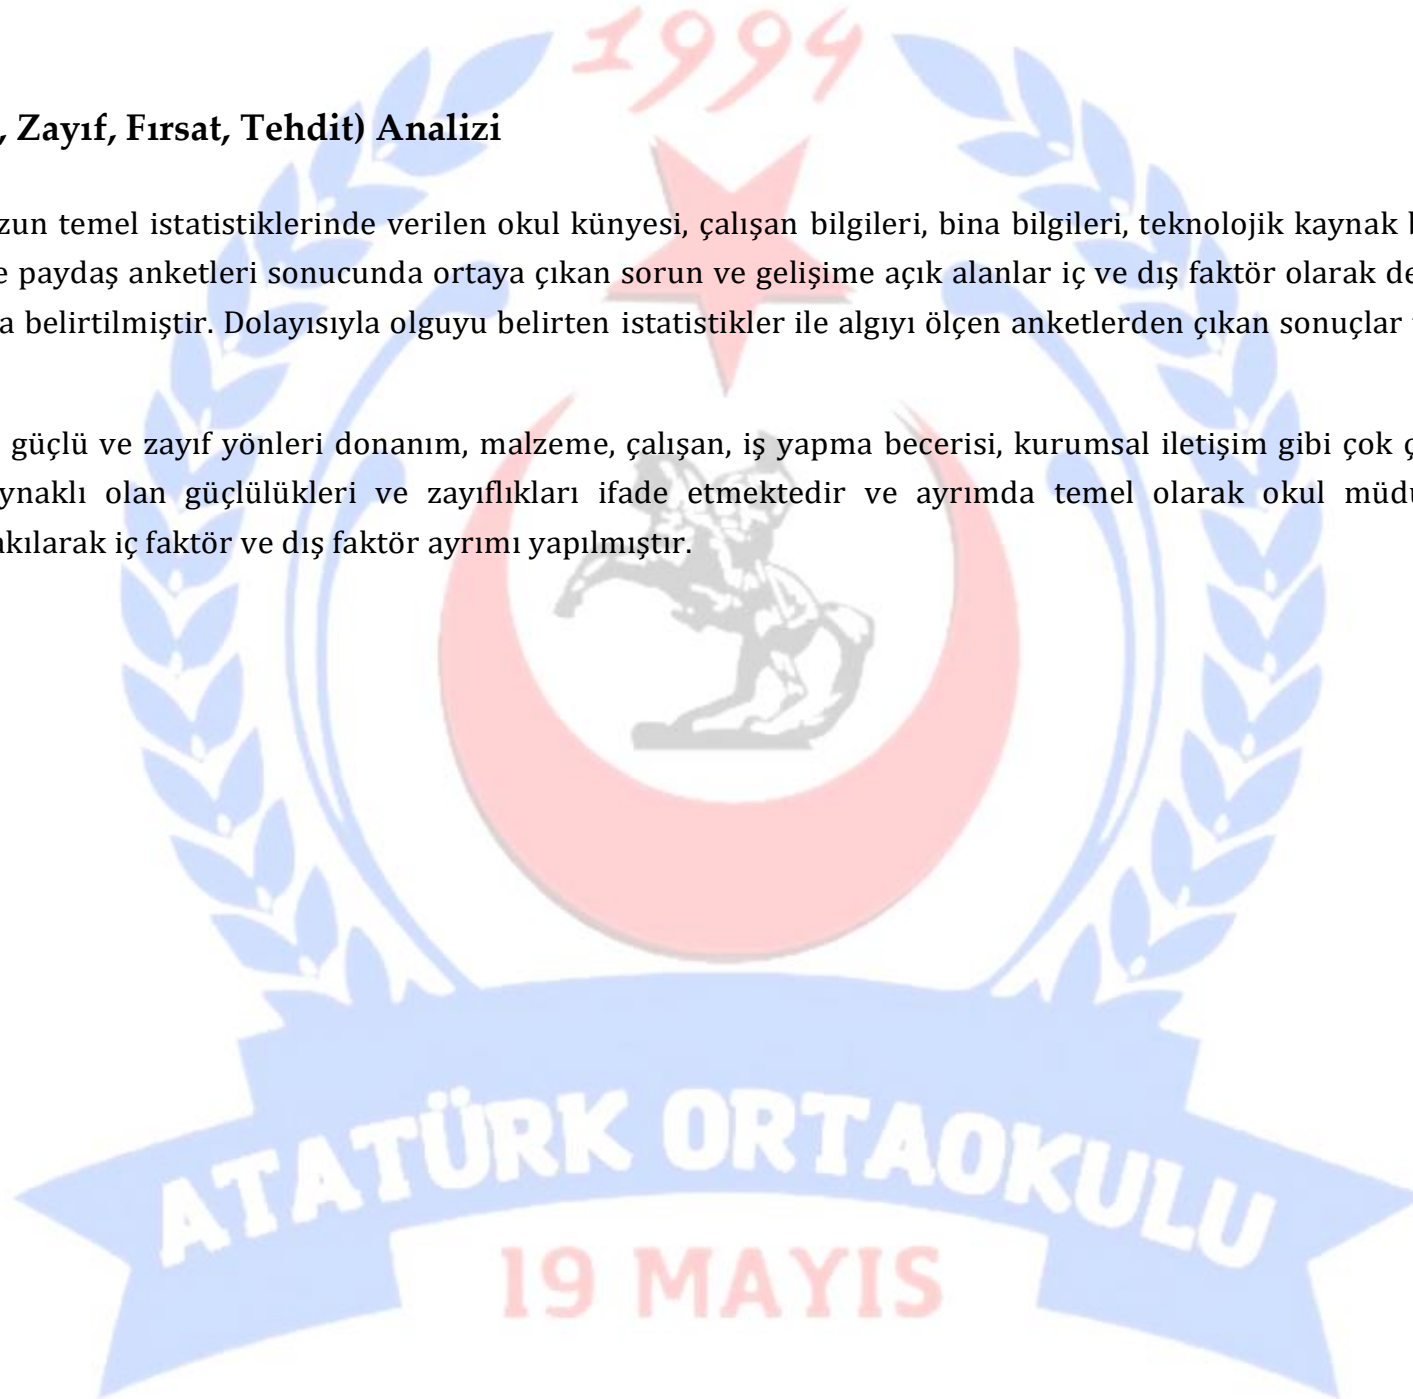 1994
, Zayıf, Fırsat, Tehdit) Analizi
zun temel istatistiklerinde verilen okul künyesi, çalışan bilgileri, bina bilgileri, teknolojik kaynak b
e paydaş anketleri sonucunda ortaya çıkan sorun ve gelişime açık alanlar iç ve dış faktör olarak de
a belirtilmiştir. Dolayısıyla olguyu belirten istatistikler ile algıyı ölçen anketlerden çıkan sonuçlar
güçlü ve zayıf yönleri donanım, malzeme, çalışan, iş yapma becerisi, kurumsal iletişim gibi çok ç
ynaklı olan güçlülükleri ve zayıflıkları ifade etmektedir ve ayrımda temel olarak okul müdü
akılarak iç faktör ve dış faktör ayrımı yapılmıştır.
ATATÜRK ORTAOKULU
19 MAYIS